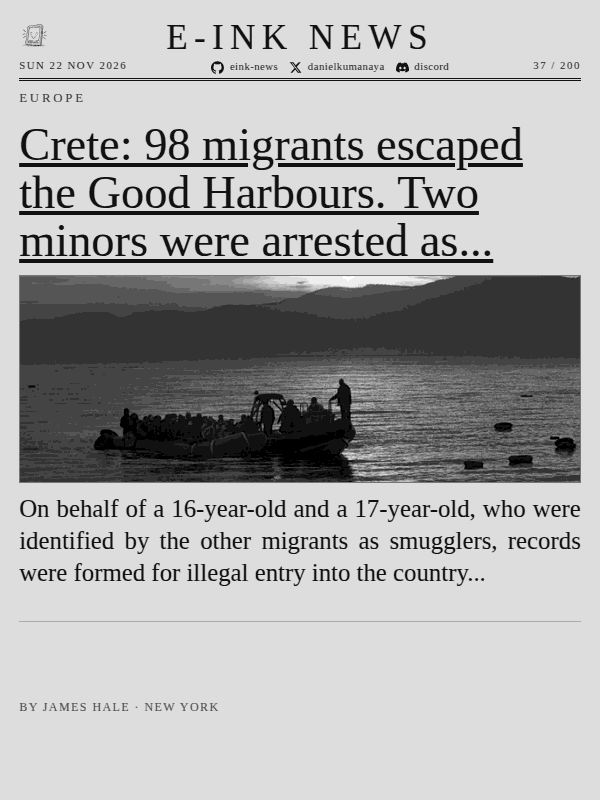 E-INK NEWS
SUN 22 NOV 2026
eink-news danielkumanaya discord
37 / 200
EUROPE
Crete: 98 migrants escaped
the Good Harbours. Two
minors were arrested as...
On behalf of a 16-year-old and a 17-year-old, who were
identified by the other migrants as smugglers, records
were formed for illegal entry into the country...
BY JAMES HALE · NEW YORK